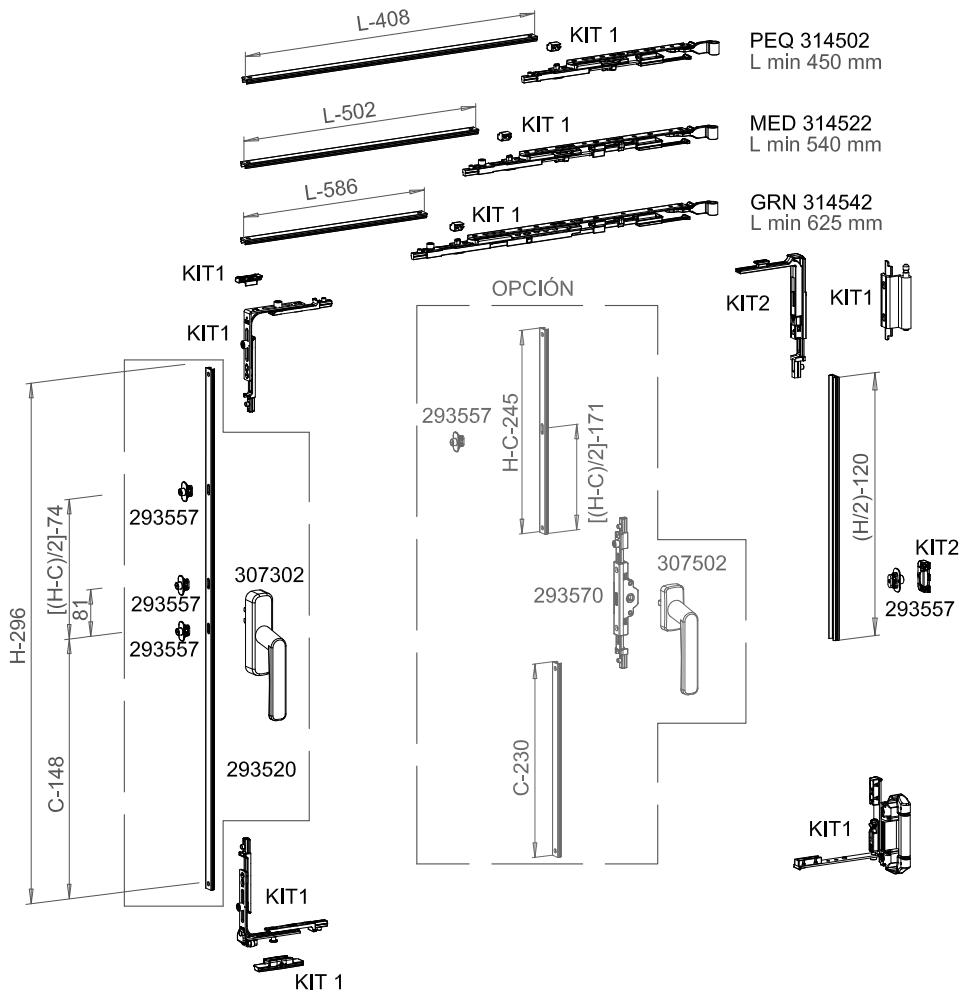 L-408
KIT 1
PEQ 314502
L min 450 mm
L-502
KIT 1
MED 314522
L min 540 mm
L-586
KIT 1
GRN 314542
L min 625 mm
KIT1
KIT1
OPCIÓN
KIT2
KIT1
293557
H-C-245
[(H-C)/2]-171
293557
[(H-C)/2]-74
293557
81
293557
H-296
307302
293570
307502
(H/2)-120
KIT2
293557
C-148
293520
C-230
KIT1
KIT1
KIT 1